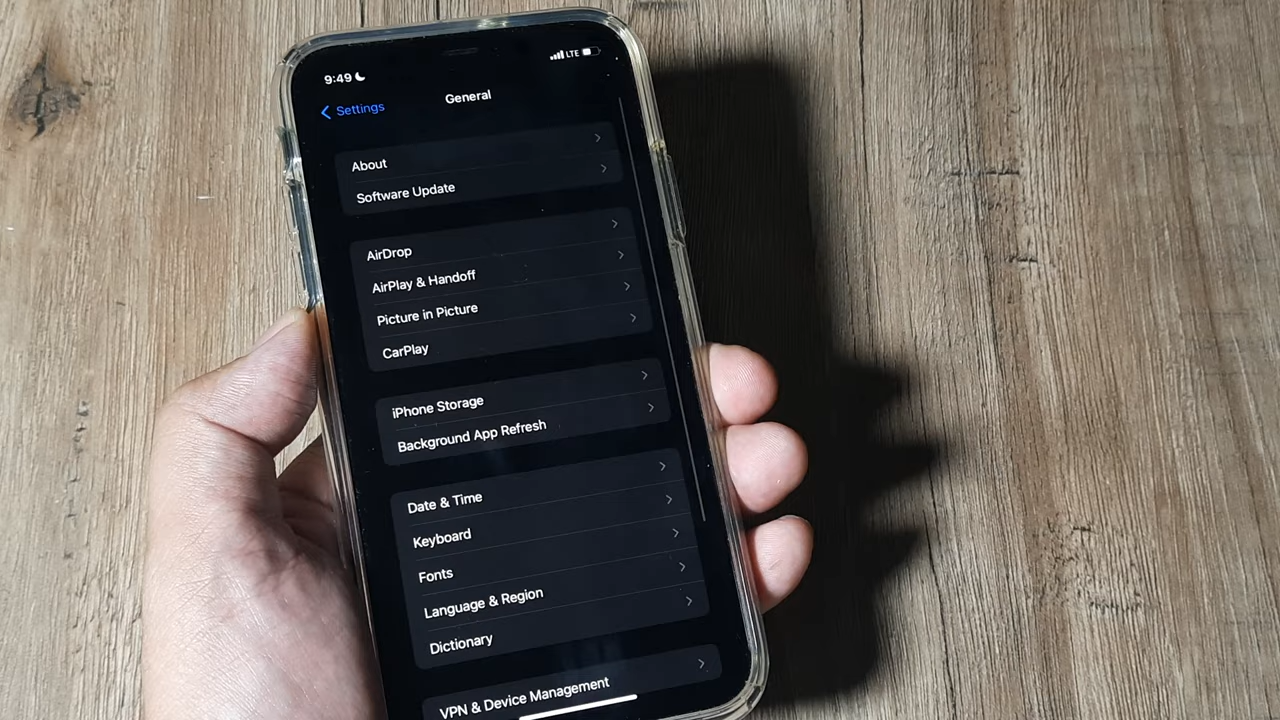 9:49
LTE
Settings
General
About
Software Update
AirDrop
AirPlay & Handoff
Picture in Picture
CarPlay
iPhone Storage
Background App Refresh
Date & Time
Keyboard
Fonts
Language & Region
Dictionary
VPN & Device Management